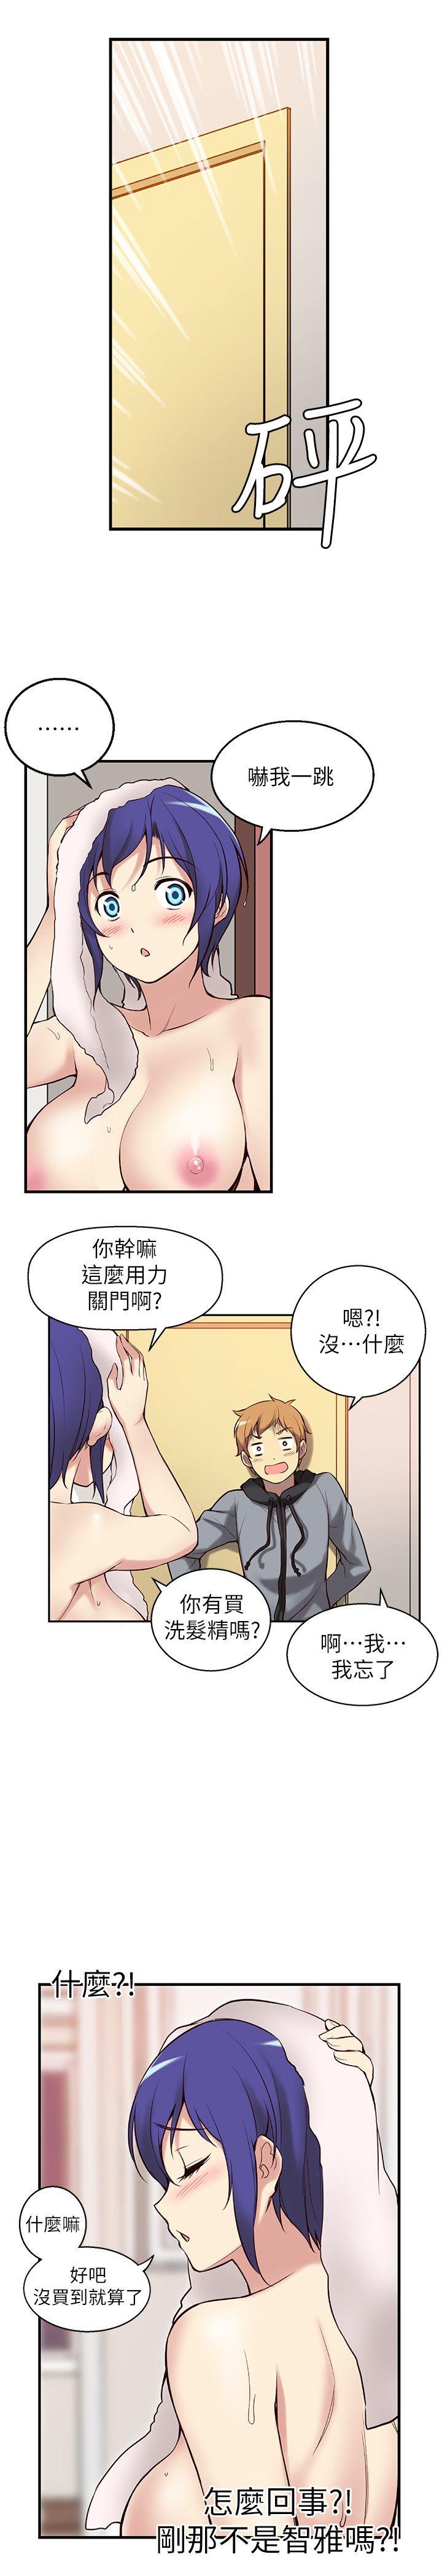 砰
……
嚇我一跳
你幹嘛
這麼用力
關門啊?
嗯?!
沒…什麼
你有買
洗髮精嗎?
啊…我…
我忘了
什麼?!
什麼嘛
好吧
沒買到就算了
怎麼回事?!
剛那不是智雅嗎?!